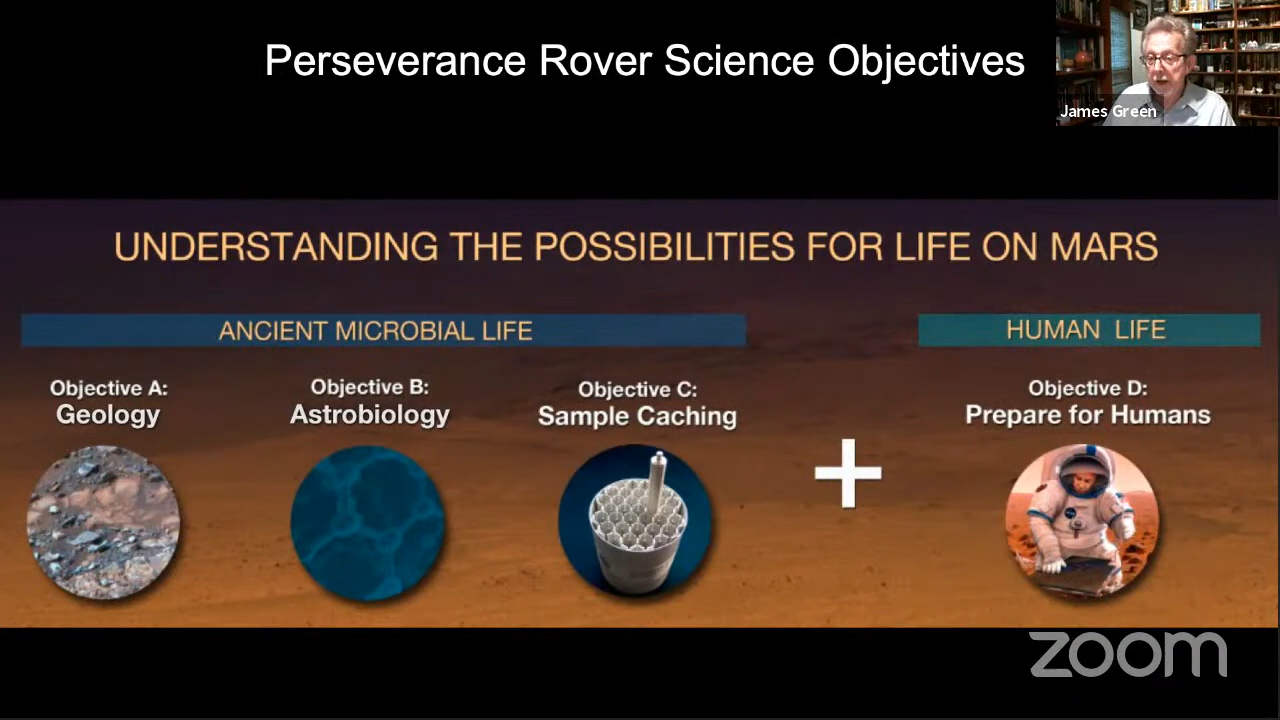 Perseverance Rover Science Objectives
James Green
UNDERSTANDING THE POSSIBILITIES FOR LIFE ON MARS
ANCIENT MICROBIAL LIFE
HUMAN LIFE
Objective A:
Geology
Objective B:
Astrobiology
Objective C:
Sample Caching
Objective D:
Prepare for Humans
zoom